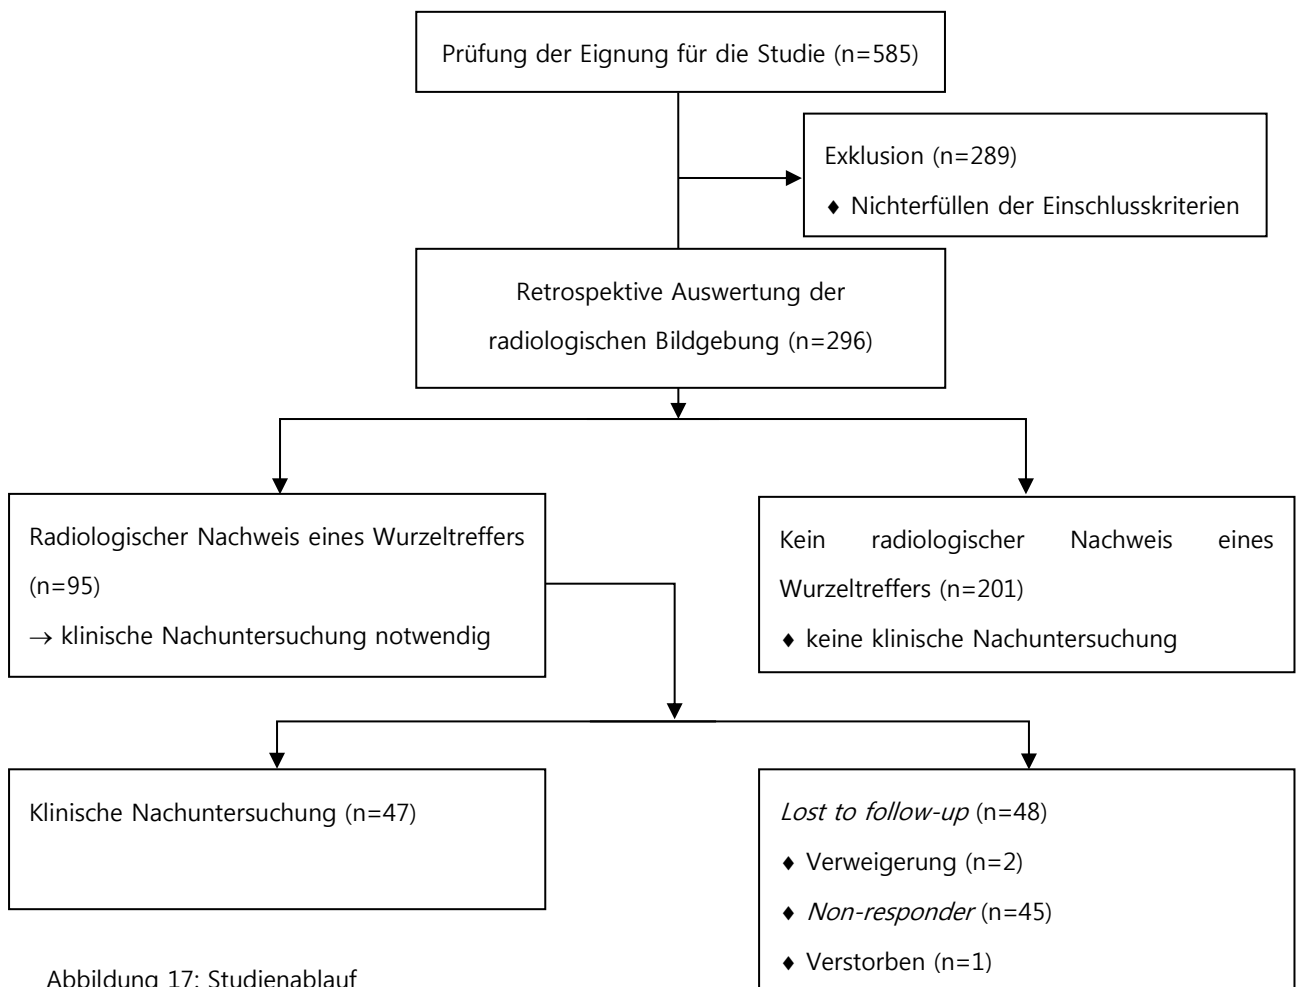 Prüfung der Eignung für die Studie (n=585)
Exklusion (n=289)
♦ Nichterfüllen der Einschlusskriterien
Retrospektive Auswertung der
radiologischen Bildgebung (n=296)
Radiologischer Nachweis eines Wurzeltreffers
(n=95)
→ klinische Nachuntersuchung notwendig
Kein radiologischer Nachweis eines
Wurzeltreffers (n=201)
♦ keine klinische Nachuntersuchung
Klinische Nachuntersuchung (n=47)
Lost to follow-up (n=48)
♦ Verweigerung (n=2)
♦ Non-responder (n=45)
♦ Verstorben (n=1)
Abbildung 17: Studienablauf